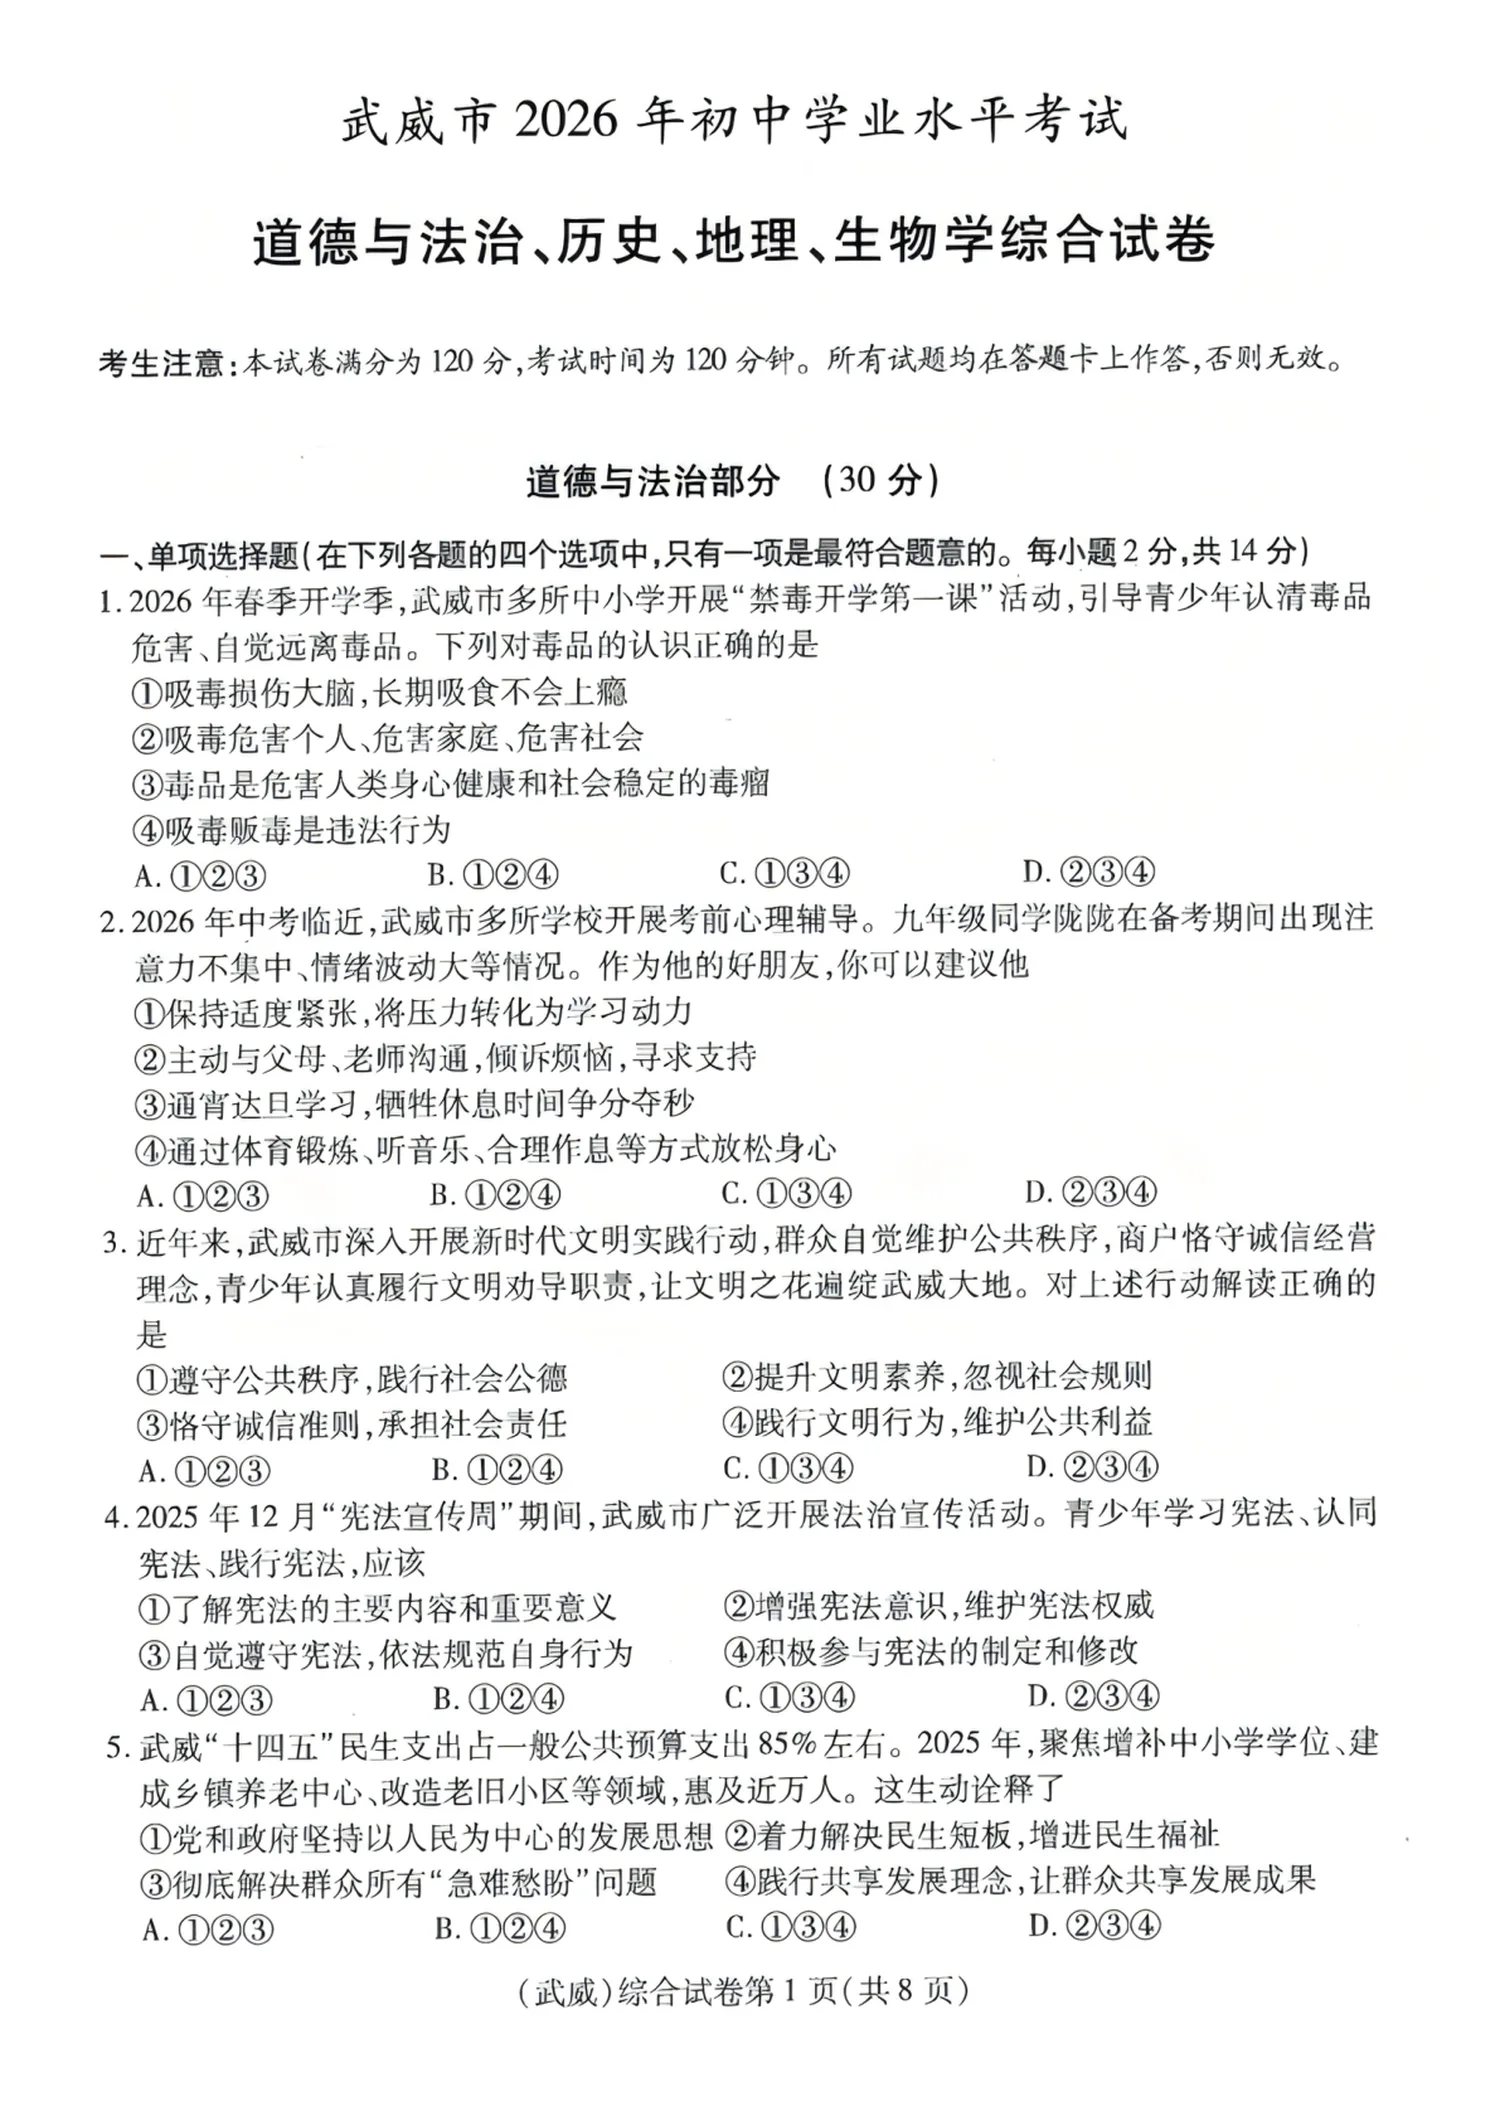 武威市 2026 年初中学业水平考试
道德与法治、历史、地理、生物学综合试卷
考生注意:本试卷满分为 120 分,考试时间为 120 分钟。所有试题均在答题卡上作答,否则无效。
道德与法治部分 (30 分)
一、单项选择题(在下列各题的四个选项中,只有一项是最符合题意的。每小题 2 分,共 14 分)
1. 2026 年春季开学季,武威市多所中小学开展“禁毒开学第一课”活动,引导青少年认清毒品
危害、自觉远离毒品。下列对毒品的认识正确的是
①吸毒损伤大脑,长期吸食不会上瘾
②吸毒危害个人、危害家庭、危害社会
③毒品是危害人类身心健康和社会稳定的毒瘤
④吸毒贩毒是违法行为
A. ①②③ B. ①②④ C. ①③④ D. ②③④
2. 2026 年中考临近,武威市多所学校开展考前心理辅导。九年级同学陇陇在备考期间出现注
意力不集中、情绪波动大等情况。作为他的好朋友,你可以建议他
①保持适度紧张,将压力转化为学习动力
②主动与父母、老师沟通,倾诉烦恼,寻求支持
③通宵达旦学习,牺牲休息时间争分夺秒
④通过体育锻炼、听音乐、合理作息等方式放松身心
A. ①②③ B. ①②④ C. ①③④ D. ②③④
3. 近年来,武威市深入开展新时代文明实践行动,群众自觉维护公共秩序,商户恪守诚信经营
理念,青少年认真履行文明劝导职责,让文明之花遍绽武威大地。对上述行动解读正确的
是
①遵守公共秩序,践行社会公德 ②提升文明素养,忽视社会规则
③恪守诚信准则,承担社会责任 ④践行文明行为,维护公共利益
A. ①②③ B. ①②④ C. ①③④ D. ②③④
4. 2025 年 12 月“宪法宣传周”期间,武威市广泛开展法治宣传活动。青少年学习宪法、认同
宪法、践行宪法,应该
①了解宪法的主要内容和重要意义 ②增强宪法意识,维护宪法权威
③自觉遵守宪法,依法规范自身行为 ④积极参与宪法的制定和修改
A. ①②③ B. ①②④ C. ①③④ D. ②③④
5. 武威“十四五”民生支出占一般公共预算支出 85% 左右。2025 年,聚焦增补中小学学位、建
成乡镇养老中心、改造老旧小区等领域,惠及近万人。这生动诠释了
①党和政府坚持以人民为中心的发展思想 ②着力解决民生短板,增进民生福祉
③彻底解决群众所有“急难愁盼”问题 ④践行共享发展理念,让群众共享发展成果
A. ①②③ B. ①②④ C. ①③④ D. ②③④
(武威)综合试卷第 1 页(共 8 页)